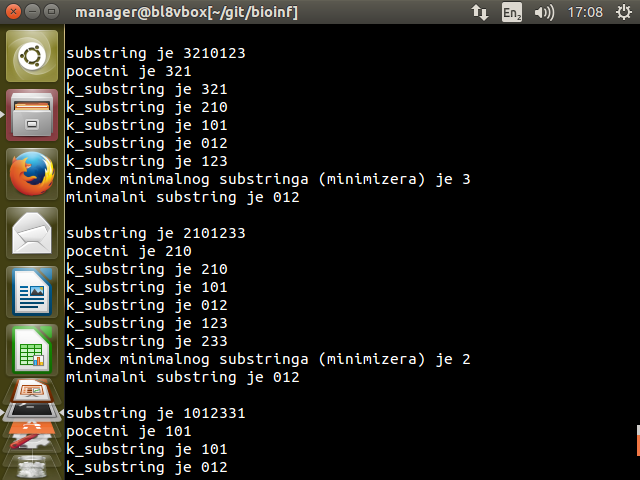 manager@bl8vbox[~/git/bioinf]
En2
17:08
substring je 3210123
pocetni je 321
k_substring je 321
k_substring je 210
k_substring je 101
k_substring je 012
k_substring je 123
index minimalnog substringa (minimizera) je 3
minimalni substring je 012
substring je 2101233
pocetni je 210
k_substring je 210
k_substring je 101
k_substring je 012
k_substring je 123
k_substring je 233
index minimalnog substringa (minimizera) je 2
minimalni substring je 012
substring je 1012331
pocetni je 101
k_substring je 101
k_substring je 012